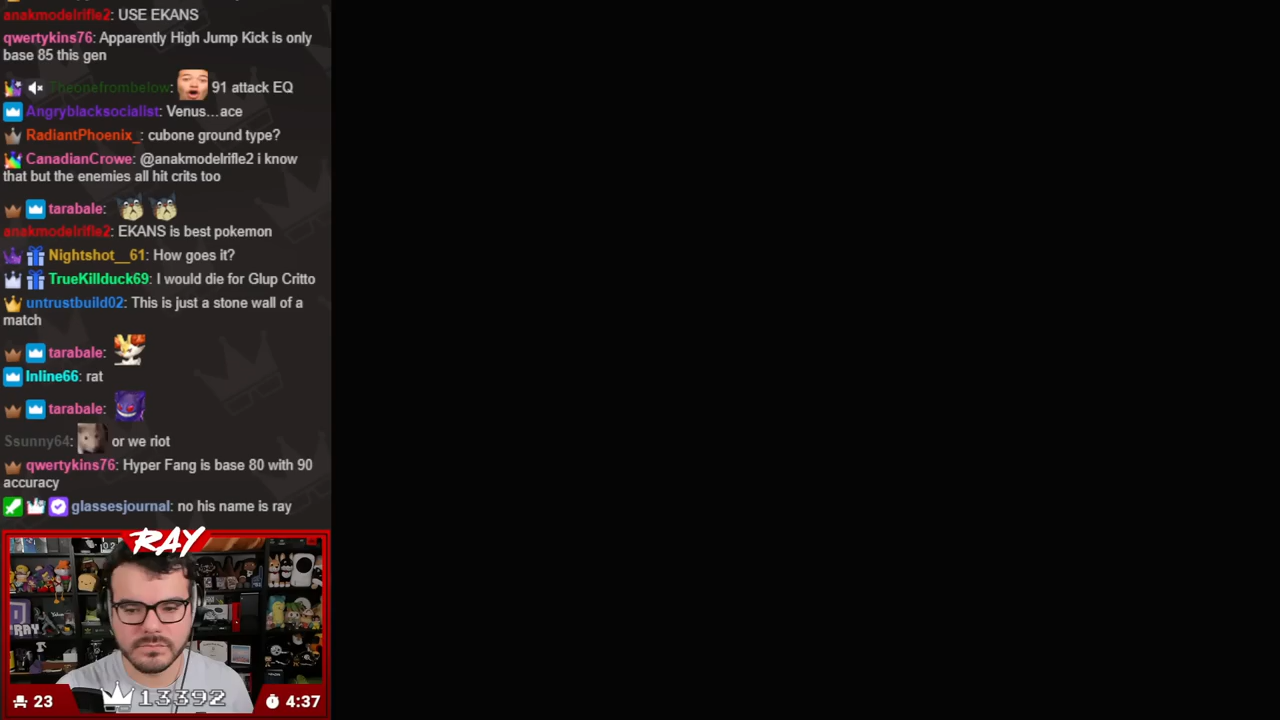 anakmodelrifle2: USE EKANS
qwertykins76: Apparently High Jump Kick is only
base 85 this gen
Theonefrombelow: 91 attack EQ
Angryblacksocialist: Venus...ace
RadiantPhoenix_: cubone ground type?
CanadianCrowe: @anakmodelrifle2 i know
that but the enemies all hit crits too
tarabale:
anakmodelrifle2: EKANS is best pokemon
Nightshot__61: How goes it?
TrueKillduck69: I would die for Glup Critto
untrustbuild02: This is just a stone wall of a
match
tarabale:
Inline66: rat
tarabale:
Ssunny64: or we riot
qwertykins76: Hyper Fang is base 80 with 90
accuracy
glassesjournal: no his name is ray
RAY
23
13392
4:37